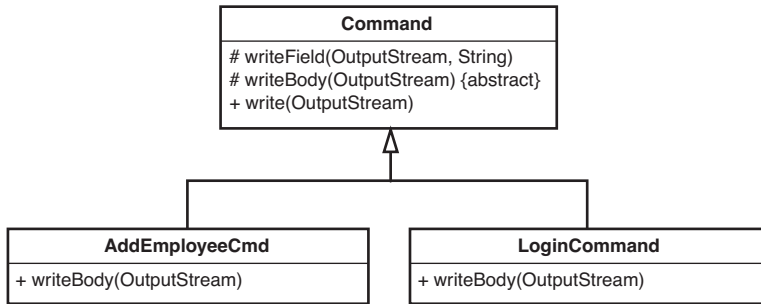 Command
# writeField(OutputStream, String)
# writeBody(OutputStream) {abstract}
+ write(OutputStream)
AddEmployeeCmd
+ writeBody(OutputStream)
LoginCommand
+ writeBody(OutputStream)